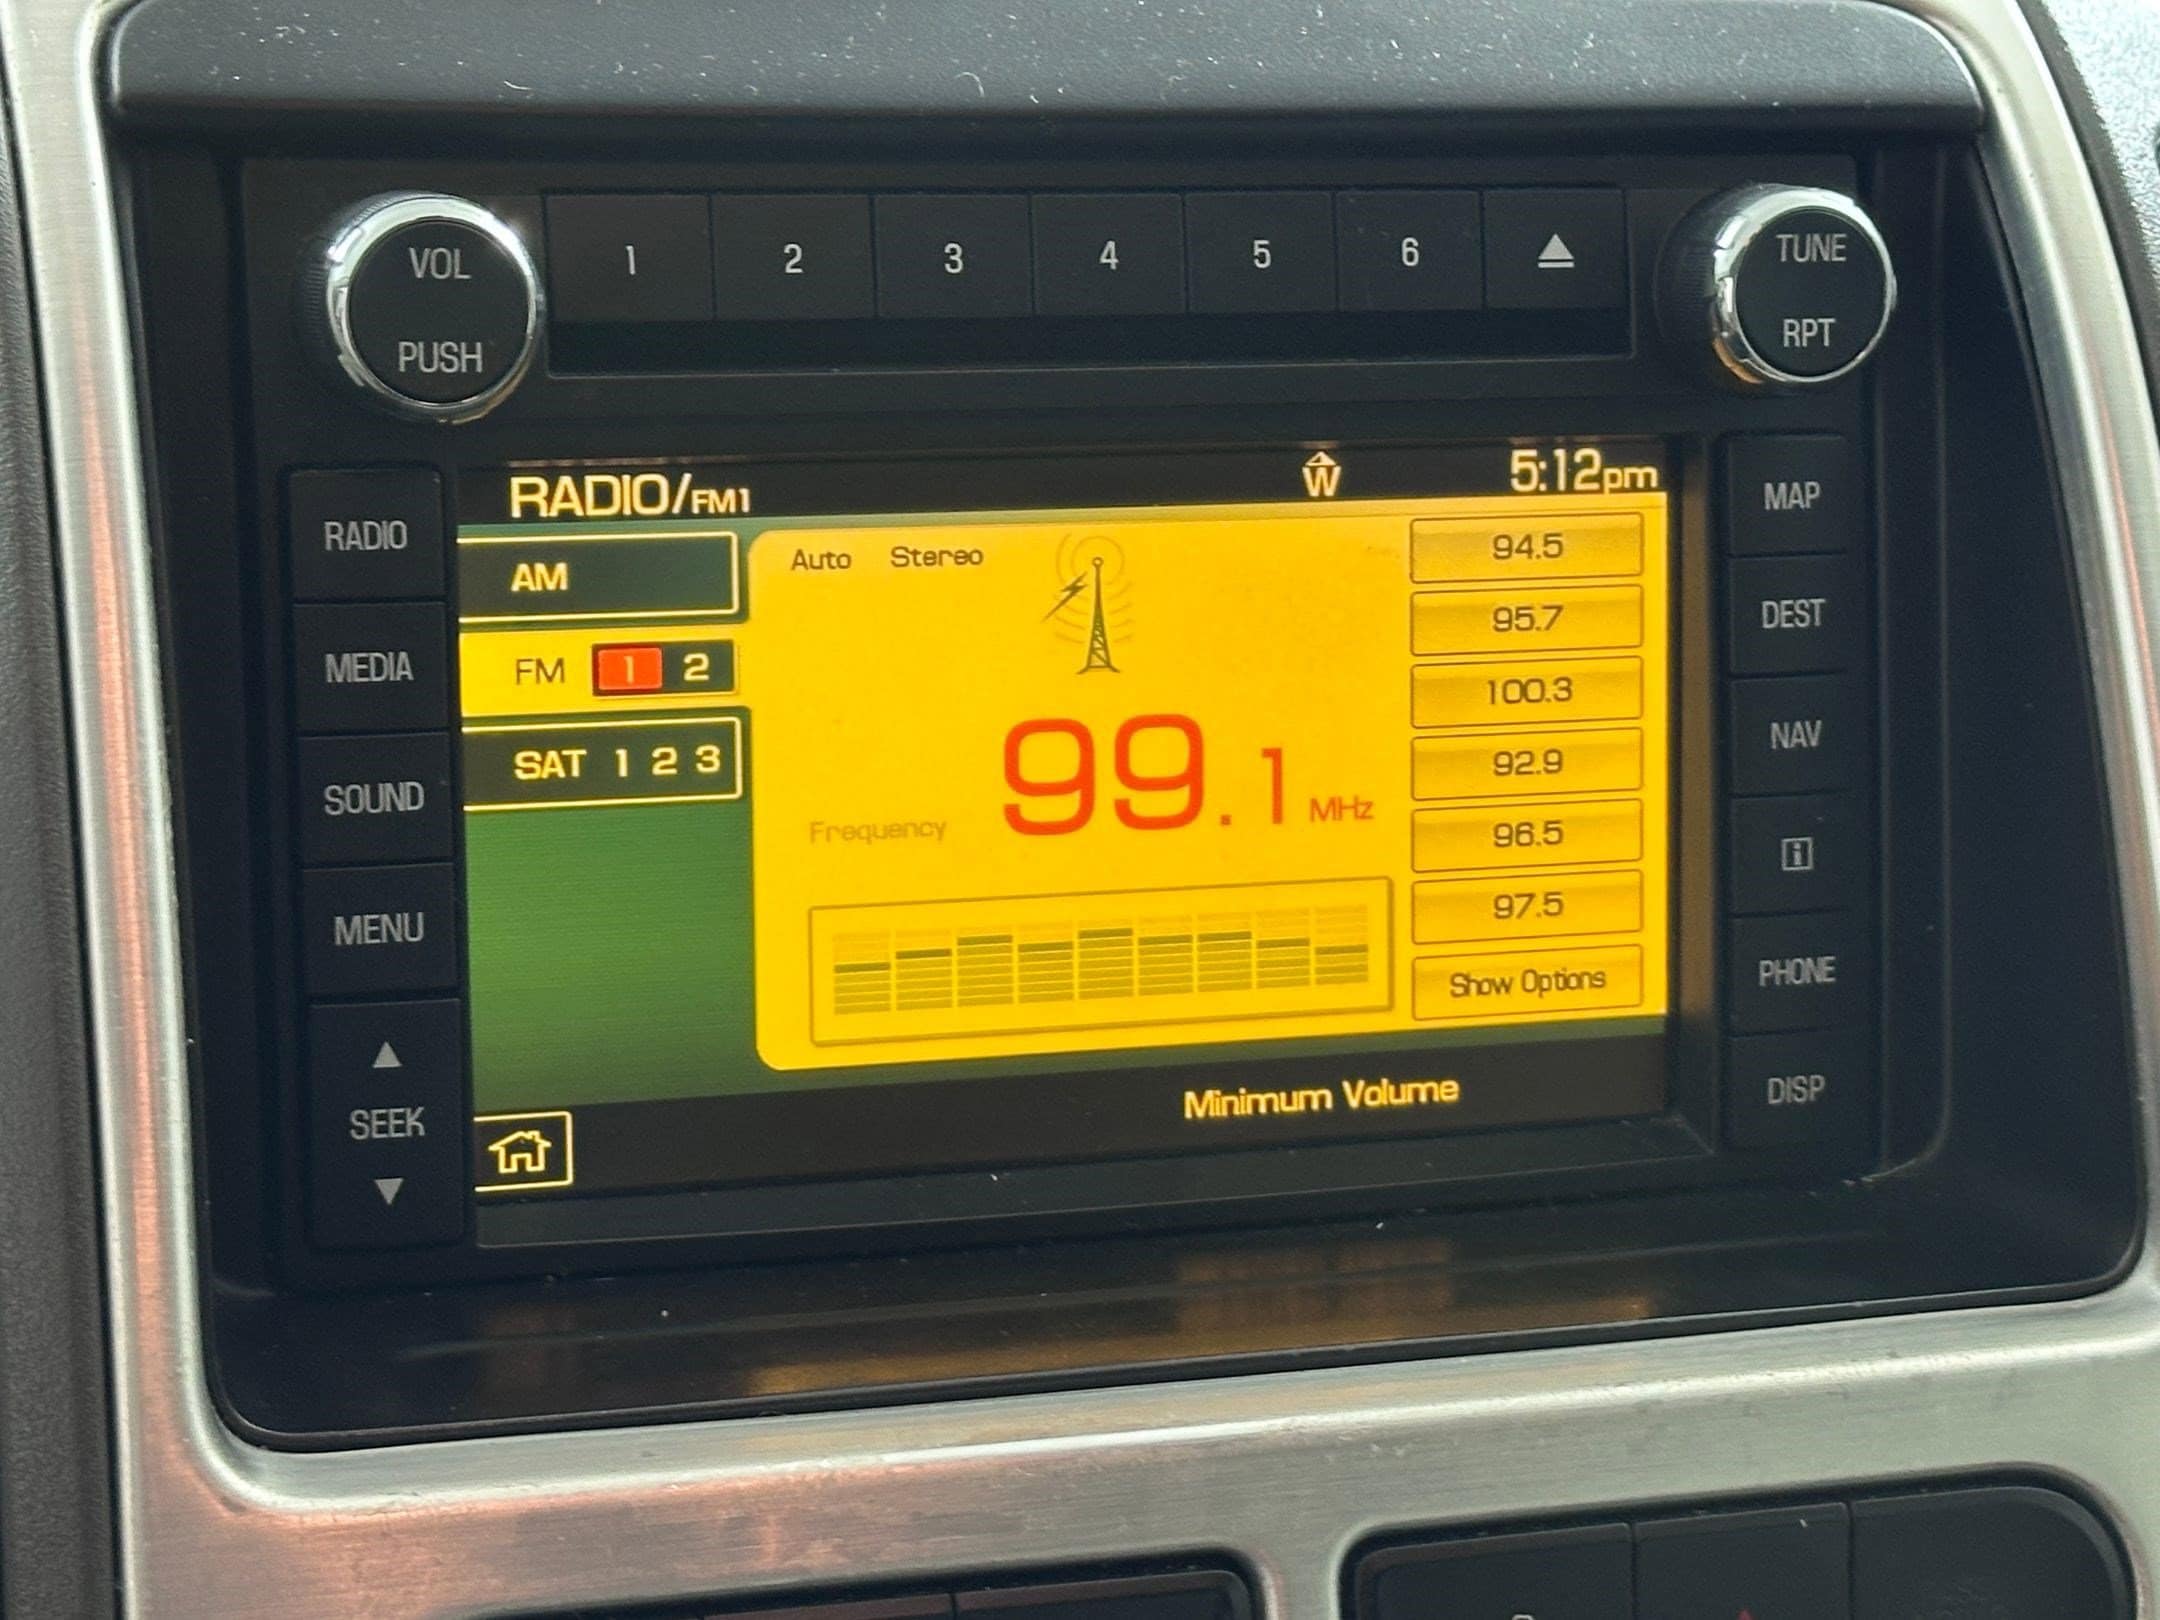 VOL
PUSH
1 2 3 4 5 6
TUNE
RPT
RADIO
MEDIA
SOUND
MENU
SEEK
RADIO/FM1
W
5:12pm
AM
FM 1 2
SAT 1 2 3
Auto Stereo
Frequency
99.1 MHz
94.5
95.7
100.3
92.9
96.5
97.5
Show Options
Minimum Volume
MAP
DEST
NAV
i
PHONE
DISP